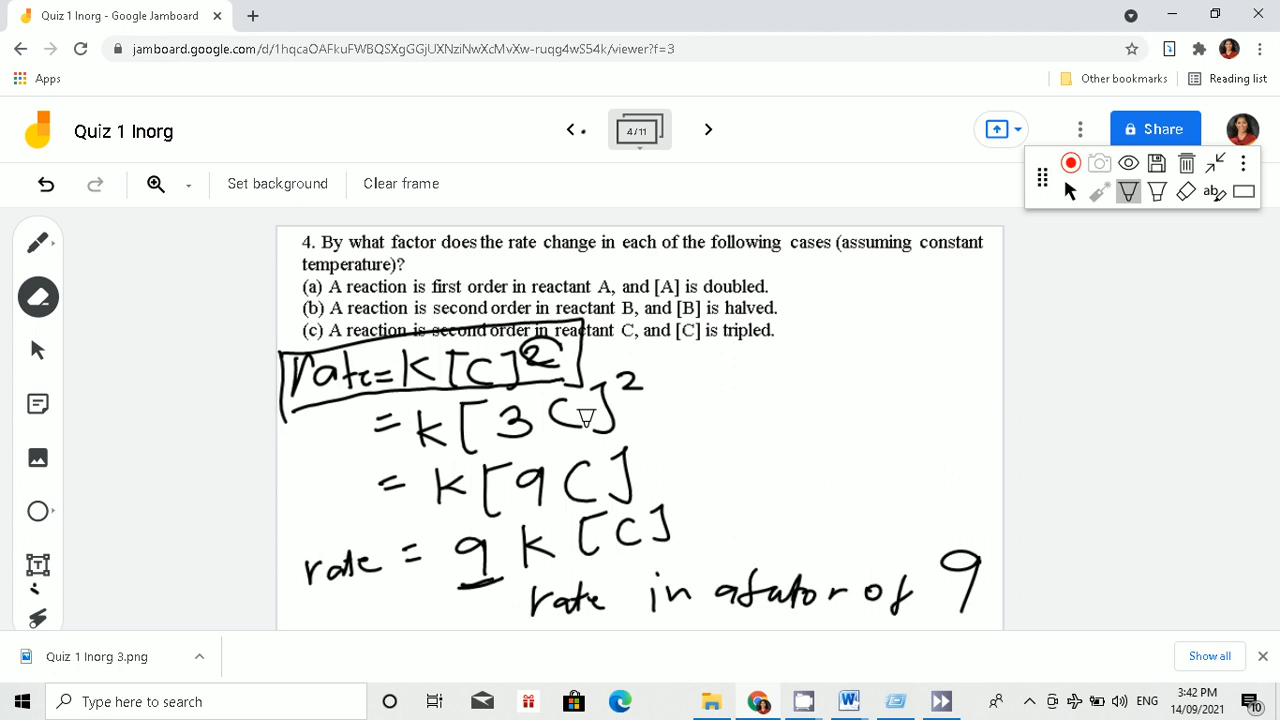 Quiz 1 Inorg - Google Jamboard
jamboard.google.com/d/1hqcaOAFkuFWBQSXgGGjUXNziNwXcMvXw-ruqg4wS54k/viewer?f=3
Apps
Other bookmarks
Reading list
Quiz 1 Inorg
4/11
Share
Set background
Clear frame
ab
4. By what factor does the rate change in each of the following cases (assuming constant
temperature)?
(a) A reaction is first order in reactant A, and [A] is doubled.
(b) A reaction is second order in reactant B, and [B] is halved.
(c) A reaction is second order in reactant C, and [C] is tripled.
rate = k [C]²
= k [3 C]²
= k [9 C]
rate = 9 k [C]
rate in afator of 9
Quiz 1 Inorg 3.png
Show all
Type here to search
3:42 PM
14/09/2021
10